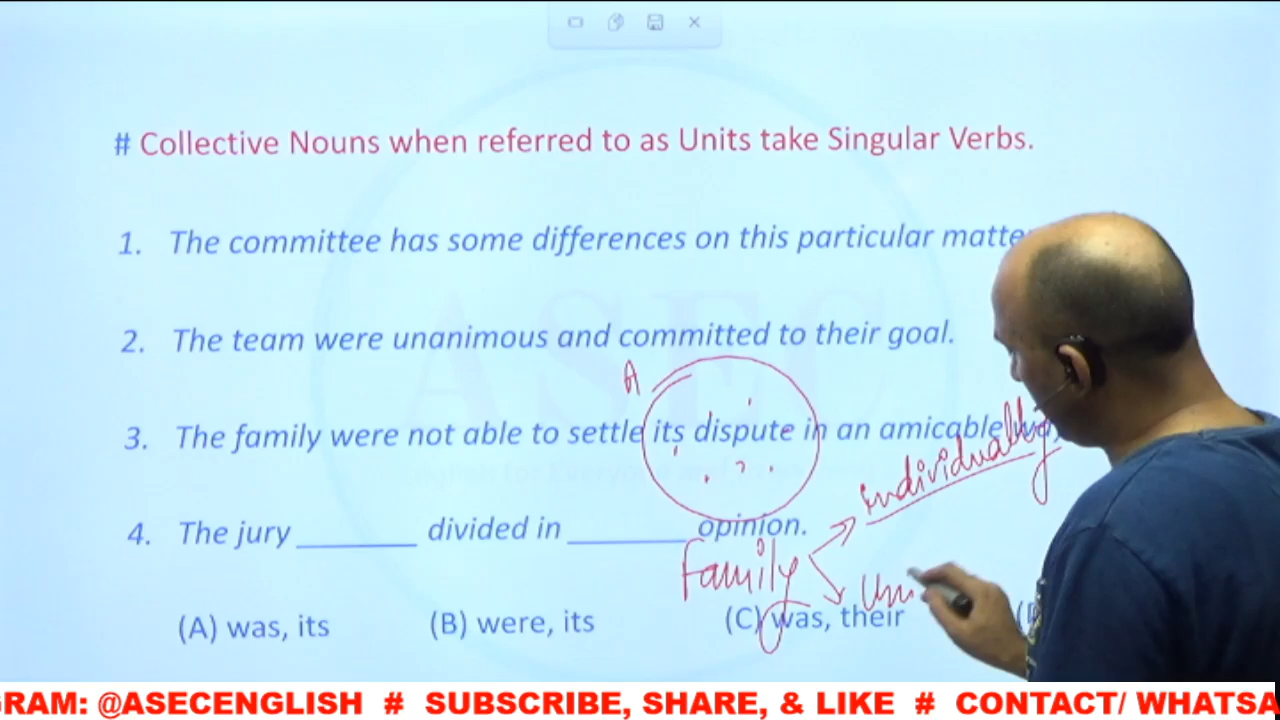 # Collective Nouns when referred to as Units take Singular Verbs.
1. The committee has some differences on this particular matte
2. The team were unanimous and committed to their goal.
A
3. The family were not able to settle its dispute in an amicable
individually
4. The jury ________ divided in ________ opinion.
Family
Uni
(A) was, its (B) were, its (C) was, their (
GRAM: @ASECENGLISH # SUBSCRIBE, SHARE, & LIKE # CONTACT/ WHATSA